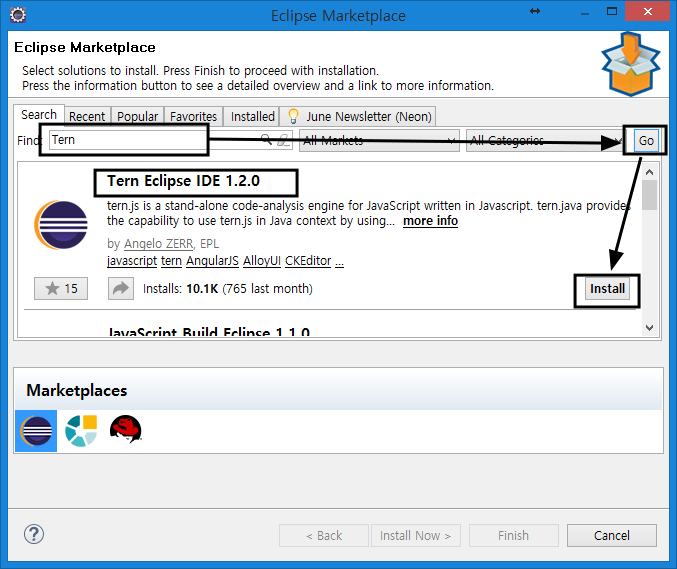 Eclipse Marketplace
Eclipse Marketplace
Select solutions to install. Press Finish to proceed with installation.
Press the information button to see a detailed overview and a link to more information.
Search Recent Popular Favorites Installed June Newsletter (Neon)
Find: Tern All Markets All Categories Go
Tern Eclipse IDE 1.2.0
tern.js is a stand-alone code-analysis engine for JavaScript written in Javascript. tern.java provides
the capability to use tern.js in Java context by using... more info
by Angelo ZERR, EPL
javascript tern AngularJS AlloyUI CKEditor ...
15 Installs: 10.1K (765 last month) Install
JavaScript Build Eclipse 1.1.0
Marketplaces
? < Back Install Now > Finish Cancel